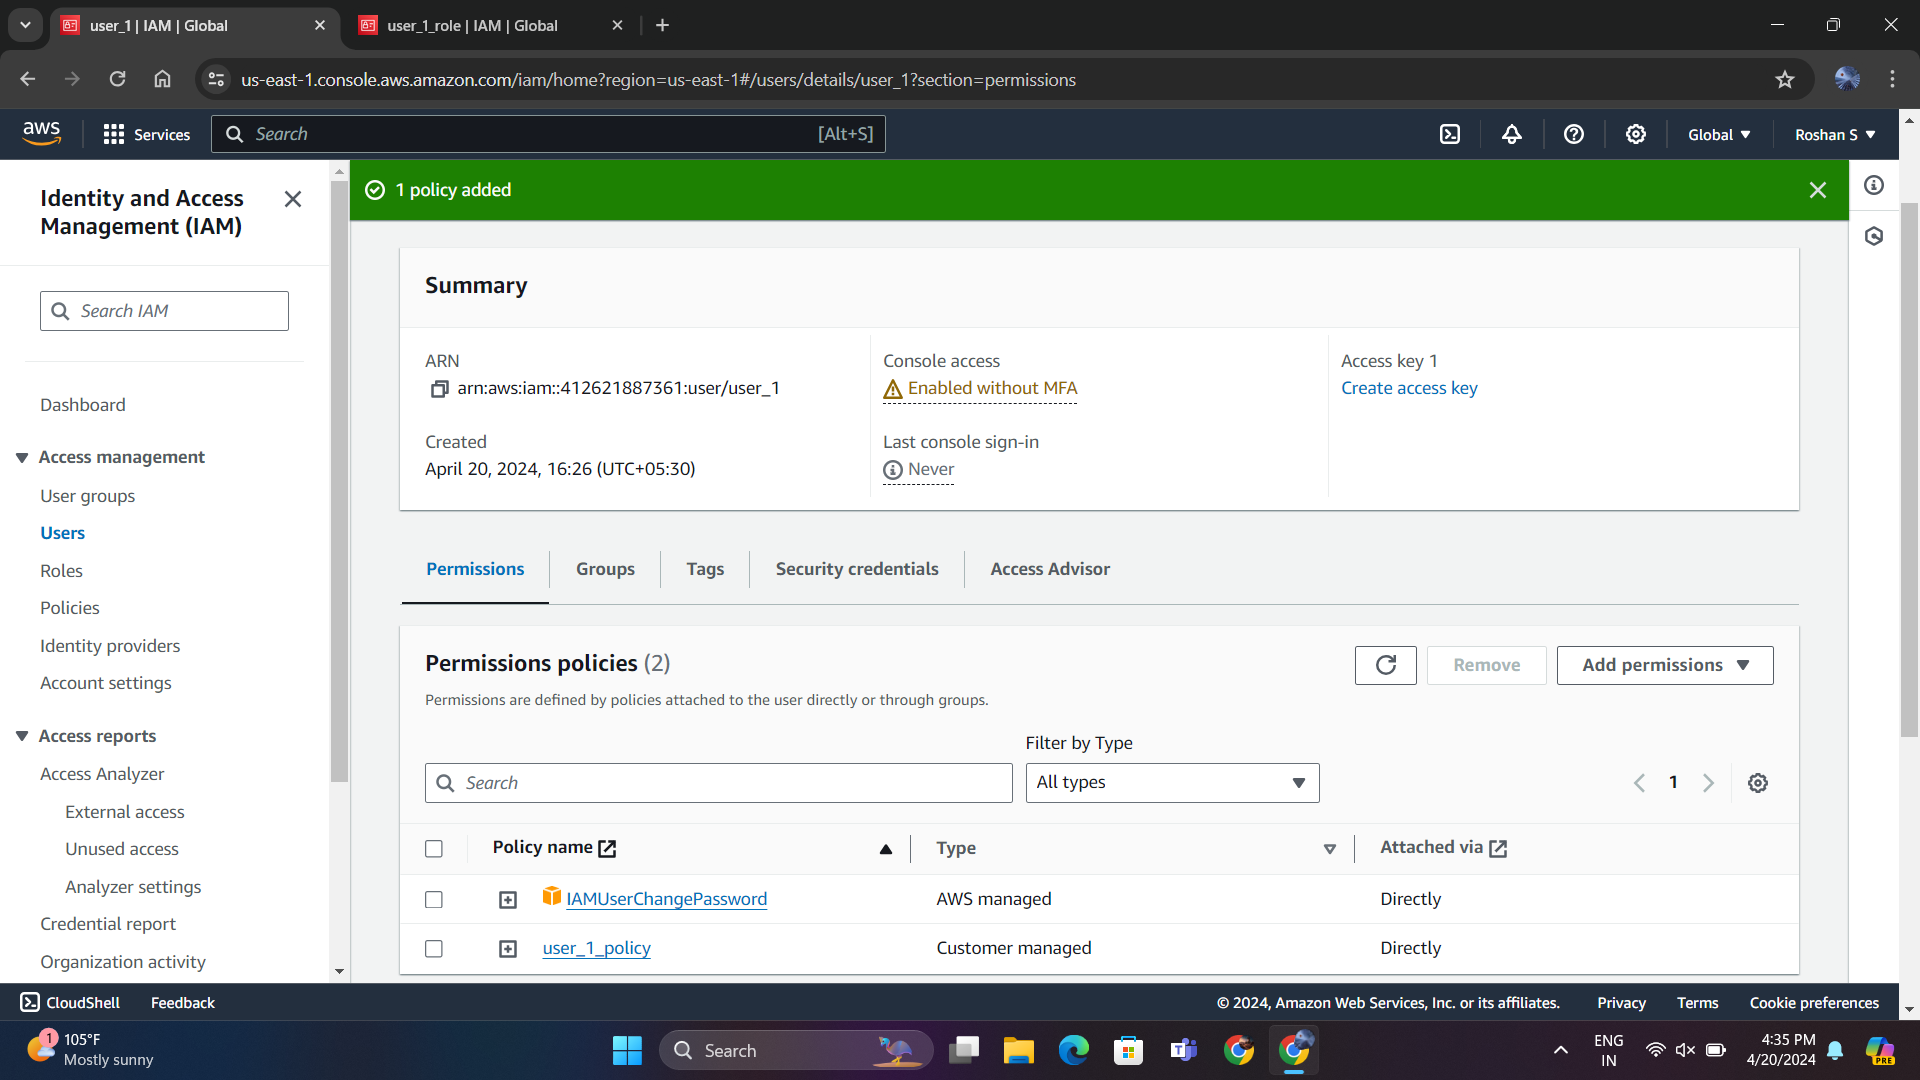 user_1 | IAM | Global
user_1_role | IAM | Global
us-east-1.console.aws.amazon.com/iam/home?region=us-east-1#/users/details/user_1?section=permissions
aws
Services
Search
[Alt+S]
Global
Roshan S
Identity and Access
Management (IAM)
Search IAM
Dashboard
Access management
User groups
Users
Roles
Policies
Identity providers
Account settings
Access reports
Access Analyzer
External access
Unused access
Analyzer settings
Credential report
Organization activity
1 policy added
Summary
ARN
arn:aws:iam::412621887361:user/user_1
Console access
Enabled without MFA
Access key 1
Create access key
Created
April 20, 2024, 16:26 (UTC+05:30)
Last console sign-in
Never
Permissions
Groups
Tags
Security credentials
Access Advisor
Permissions policies (2)
Remove
Add permissions
Permissions are defined by policies attached to the user directly or through groups.
Filter by Type
Search
All types
1
Policy name
Type
Attached via
IAMUserChangePassword
AWS managed
Directly
user_1_policy
Customer managed
Directly
CloudShell
Feedback
© 2024, Amazon Web Services, Inc. or its affiliates.
Privacy
Terms
Cookie preferences
1
105°F
Mostly sunny
Search
ENG
IN
4:35 PM
4/20/2024
PRE